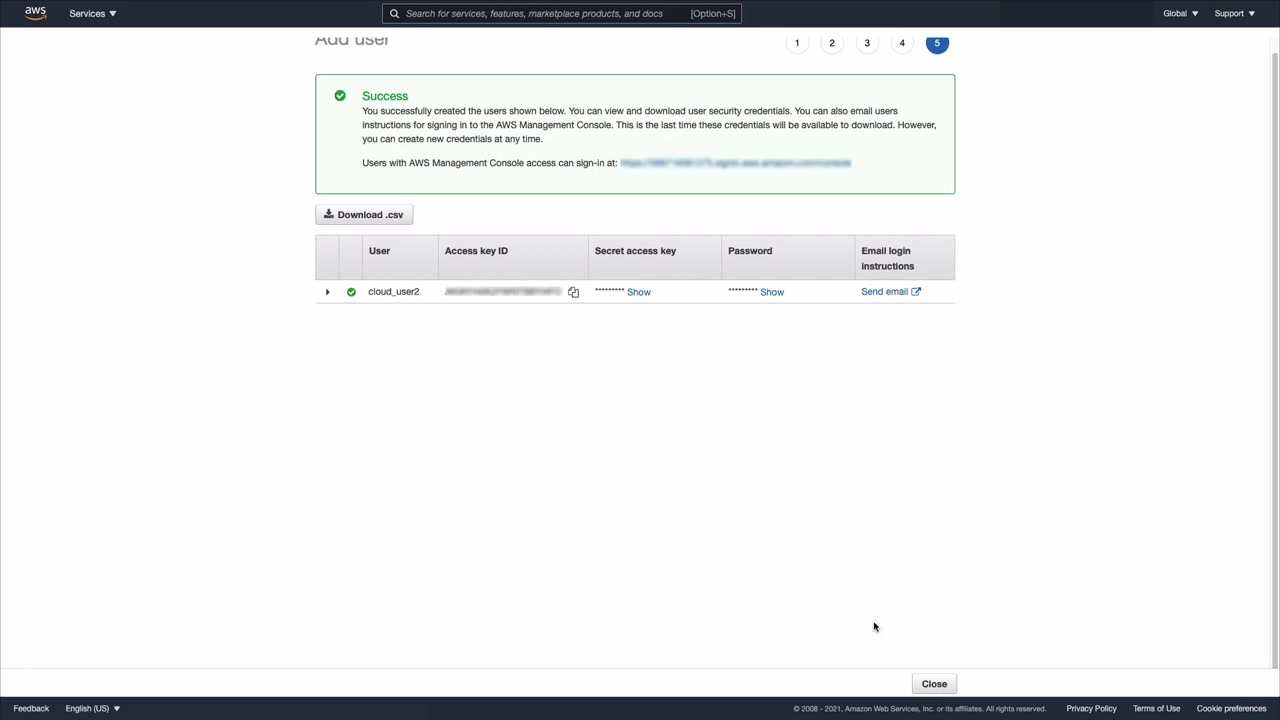 aws
Services
Search for services, features, marketplace products, and docs
[Option+S]
Global
Support
Add user
1 2 3 4 5
Success
You successfully created the users shown below. You can view and download user security credentials. You can also email users
instructions for signing in to the AWS Management Console. This is the last time these credentials will be available to download. However,
you can create new credentials at any time.
Users with AWS Management Console access can sign-in at:
Download .csv
User
Access key ID
Secret access key
Password
Email login
instructions
cloud_user2
********* Show
********* Show
Send email
Close
Feedback
English (US)
© 2008 - 2021, Amazon Web Services, Inc. or its affiliates. All rights reserved.
Privacy Policy
Terms of Use
Cookie preferences